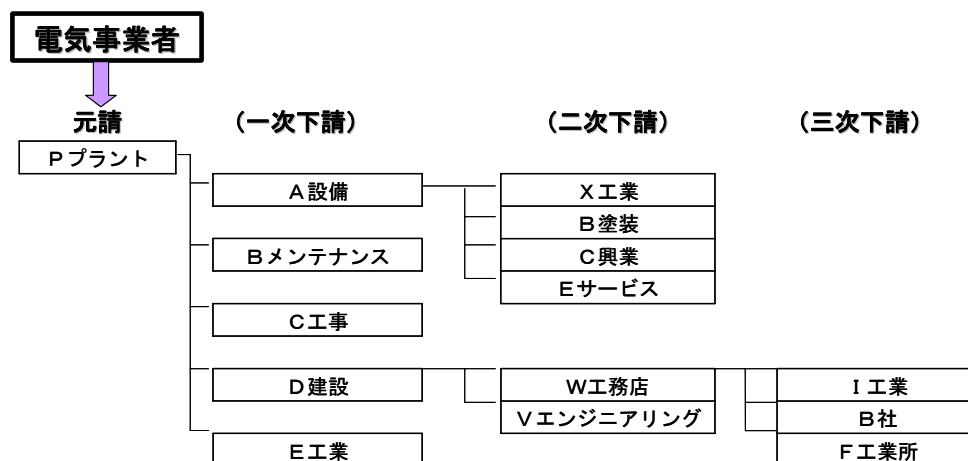 電気事業者
元請 (一次下請) (二次下請) (三次下請)
Pプラント
A設備 X工業
B塗装
Bメンテナンス C興業
Eサービス
C工事
D建設 W工務店 I工業
Vエンジニアリング B社
E工業 F工業所